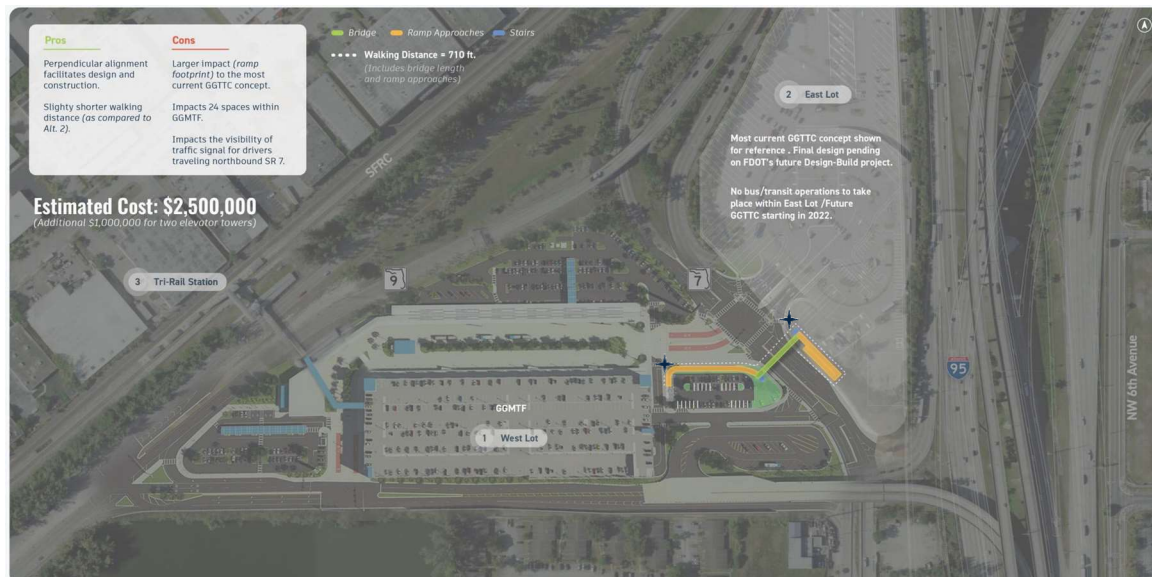 Pros
Perpendicular alignment
facilitates design and
construction.
Slighty shorter walking
distance (as compared to
Alt. 2).
Cons
Larger impact (ramp
footprint) to the most
current GGTTC concept.
Impacts 24 spaces within
GGMTF.
Impacts the visibility of
traffic signal for drivers
traveling northbound SR 7.
Bridge
Ramp Approaches
Stairs
Walking Distance = 710 ft.
(Includes bridge length
and ramp approaches)
Estimated Cost: $2,500,000
(Additional $1,000,000 for two elevator towers)
SFRC
2 East Lot
Most current GGTTC concept shown
for reference . Final design pending
on FDOT's future Design-Build project.
No bus/transit operations to take
place within East Lot /Future
GGTTC starting in 2022.
3 Tri-Rail Station
9
7
95
NW 6th Avenue
GGMTF
1 West Lot